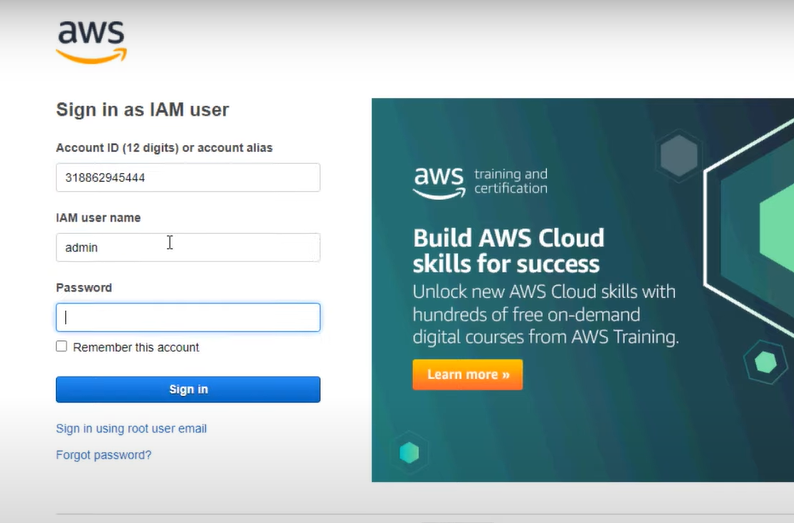 aws
Sign in as IAM user
Account ID (12 digits) or account alias
318862945444
IAM user name
admin
Password
Remember this account
Sign in
Sign in using root user email
Forgot password?
aws training and
certification
Build AWS Cloud
skills for success
Unlock new AWS Cloud skills with
hundreds of free on-demand
digital courses from AWS Training.
Learn more »